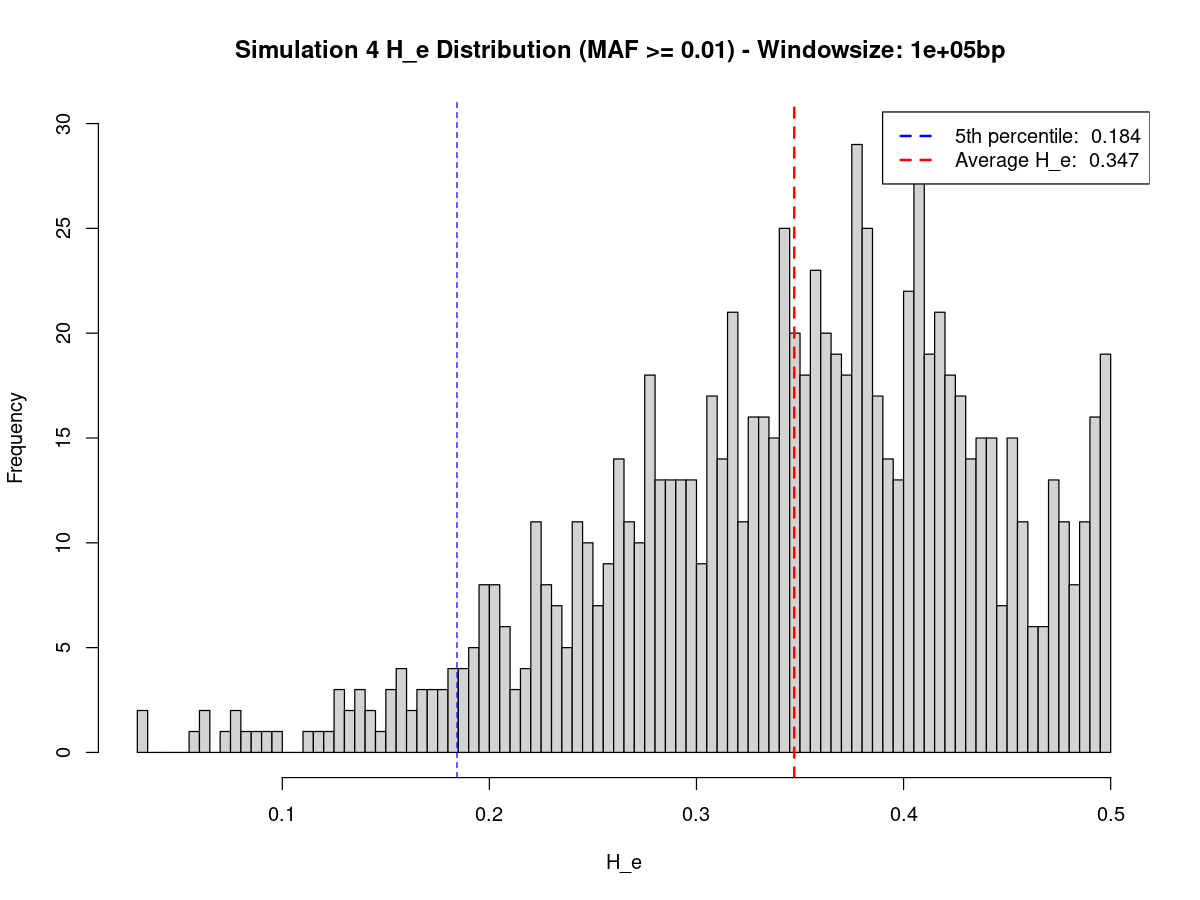 Simulation 4 H_e Distribution (MAF >= 0.01) - Windowsize: 1e+05bp
5th percentile: 0.184
Average H_e: 0.347
Frequency
30
25
20
15
10
5
0
0.1 0.2 0.3 0.4 0.5
H_e